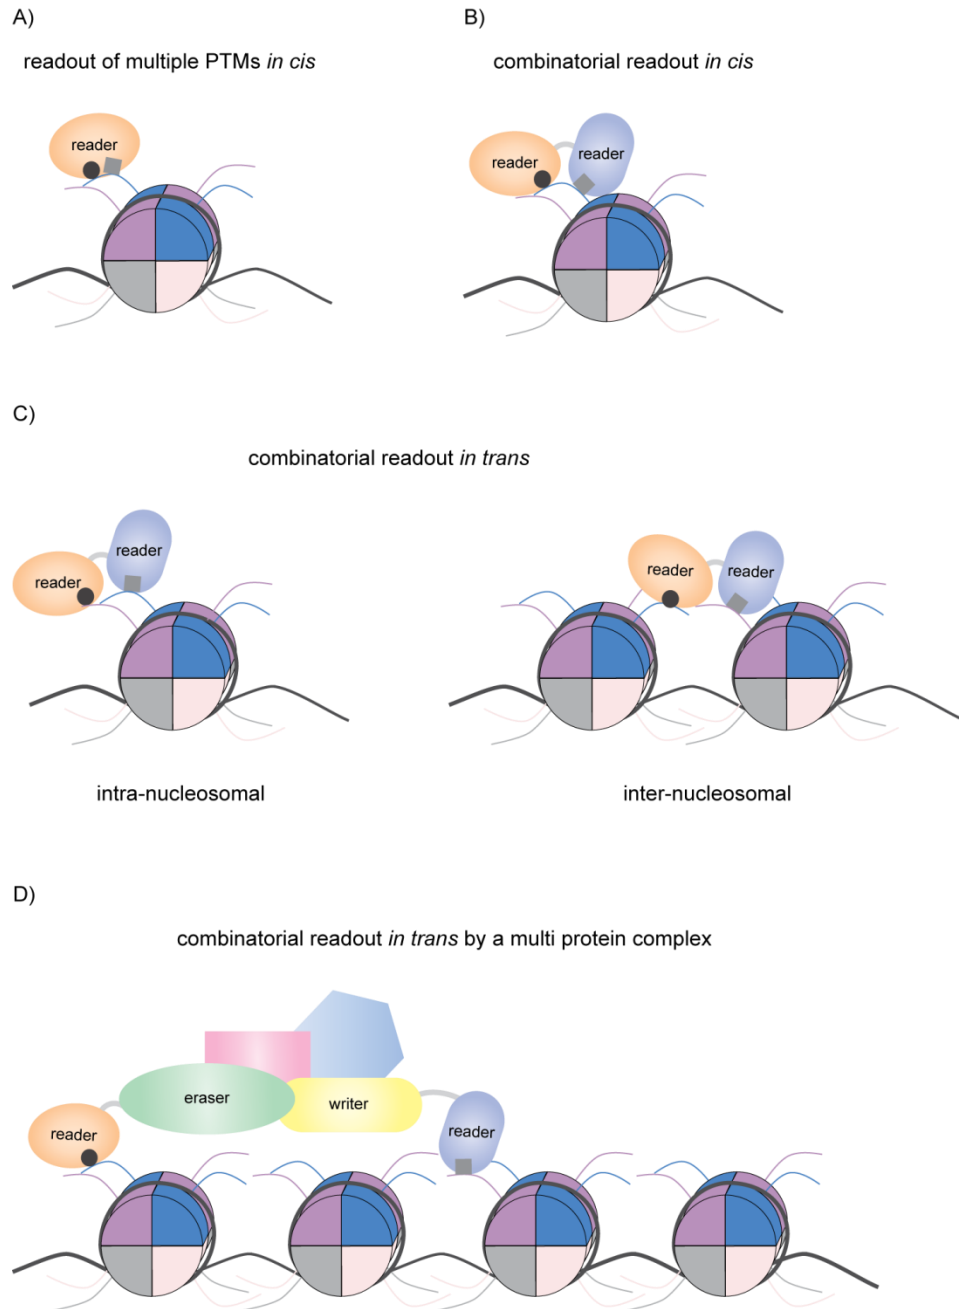 A)
B)
readout of multiple PTMs in cis
combinatorial readout in cis
reader
reader
reader
C)
combinatorial readout in trans
reader
reader
reader
reader
intra-nucleosomal
inter-nucleosomal
D)
combinatorial readout in trans by a multi protein complex
eraser
writer
reader
reader